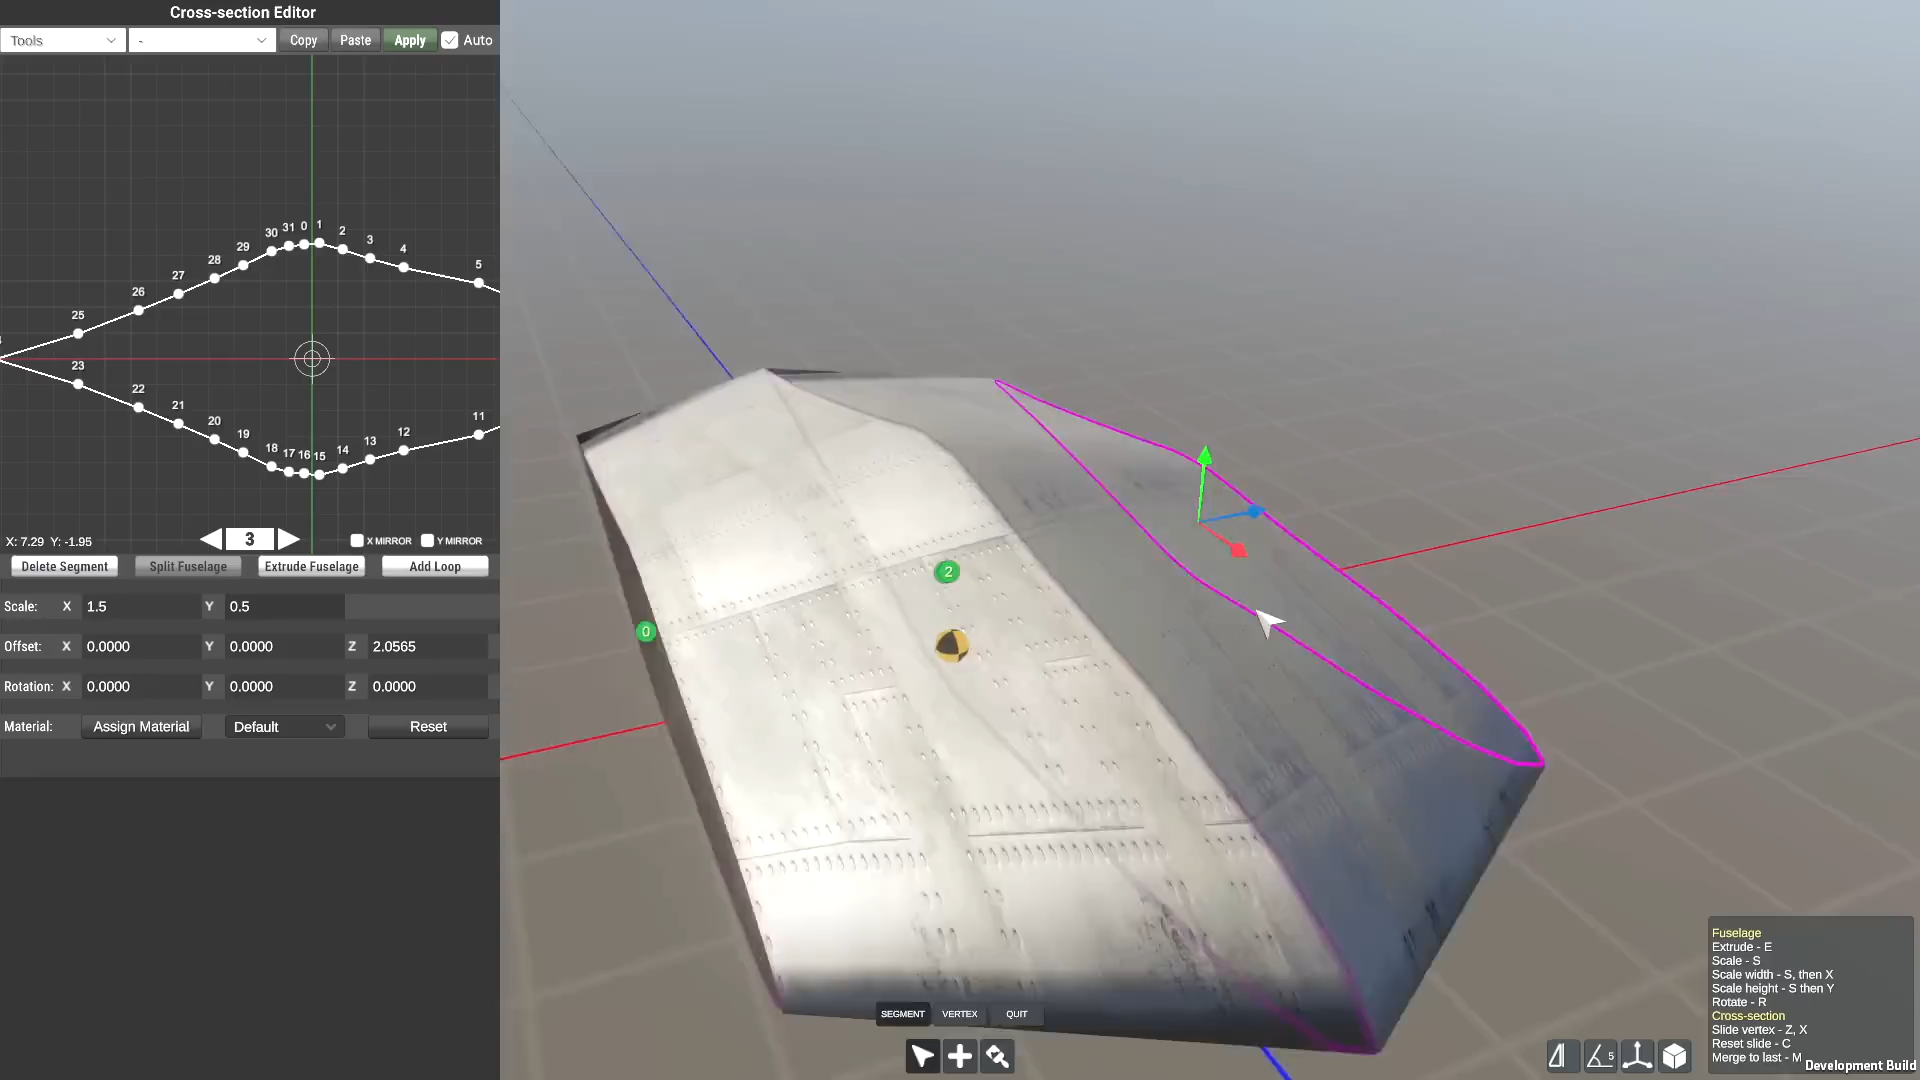 Cross-section Editor
Tools - Copy Paste Apply Auto
30 31 0 1 2 3 4 5
25 26 27 28 29
23 22 21 20 19 18 17 16 15 14 13 12 11
X: 7.29 Y: -1.95 3 X MIRROR Y MIRROR
Delete Segment Split Fuselage Extrude Fuselage Add Loop
Scale: X 1.5 Y 0.5
Offset: X 0.0000 Y 0.0000 Z 2.0565
Rotation: X 0.0000 Y 0.0000 Z 0.0000
Material: Assign Material Default Reset
2
0
SEGMENT VERTEX QUIT
Fuselage
Extrude - E
Scale - S
Scale width - S, then X
Scale height - S then Y
Rotate - R
Cross-section
Slide vertex - Z, X
Reset slide - C
Merge to last - M
5
Development Build